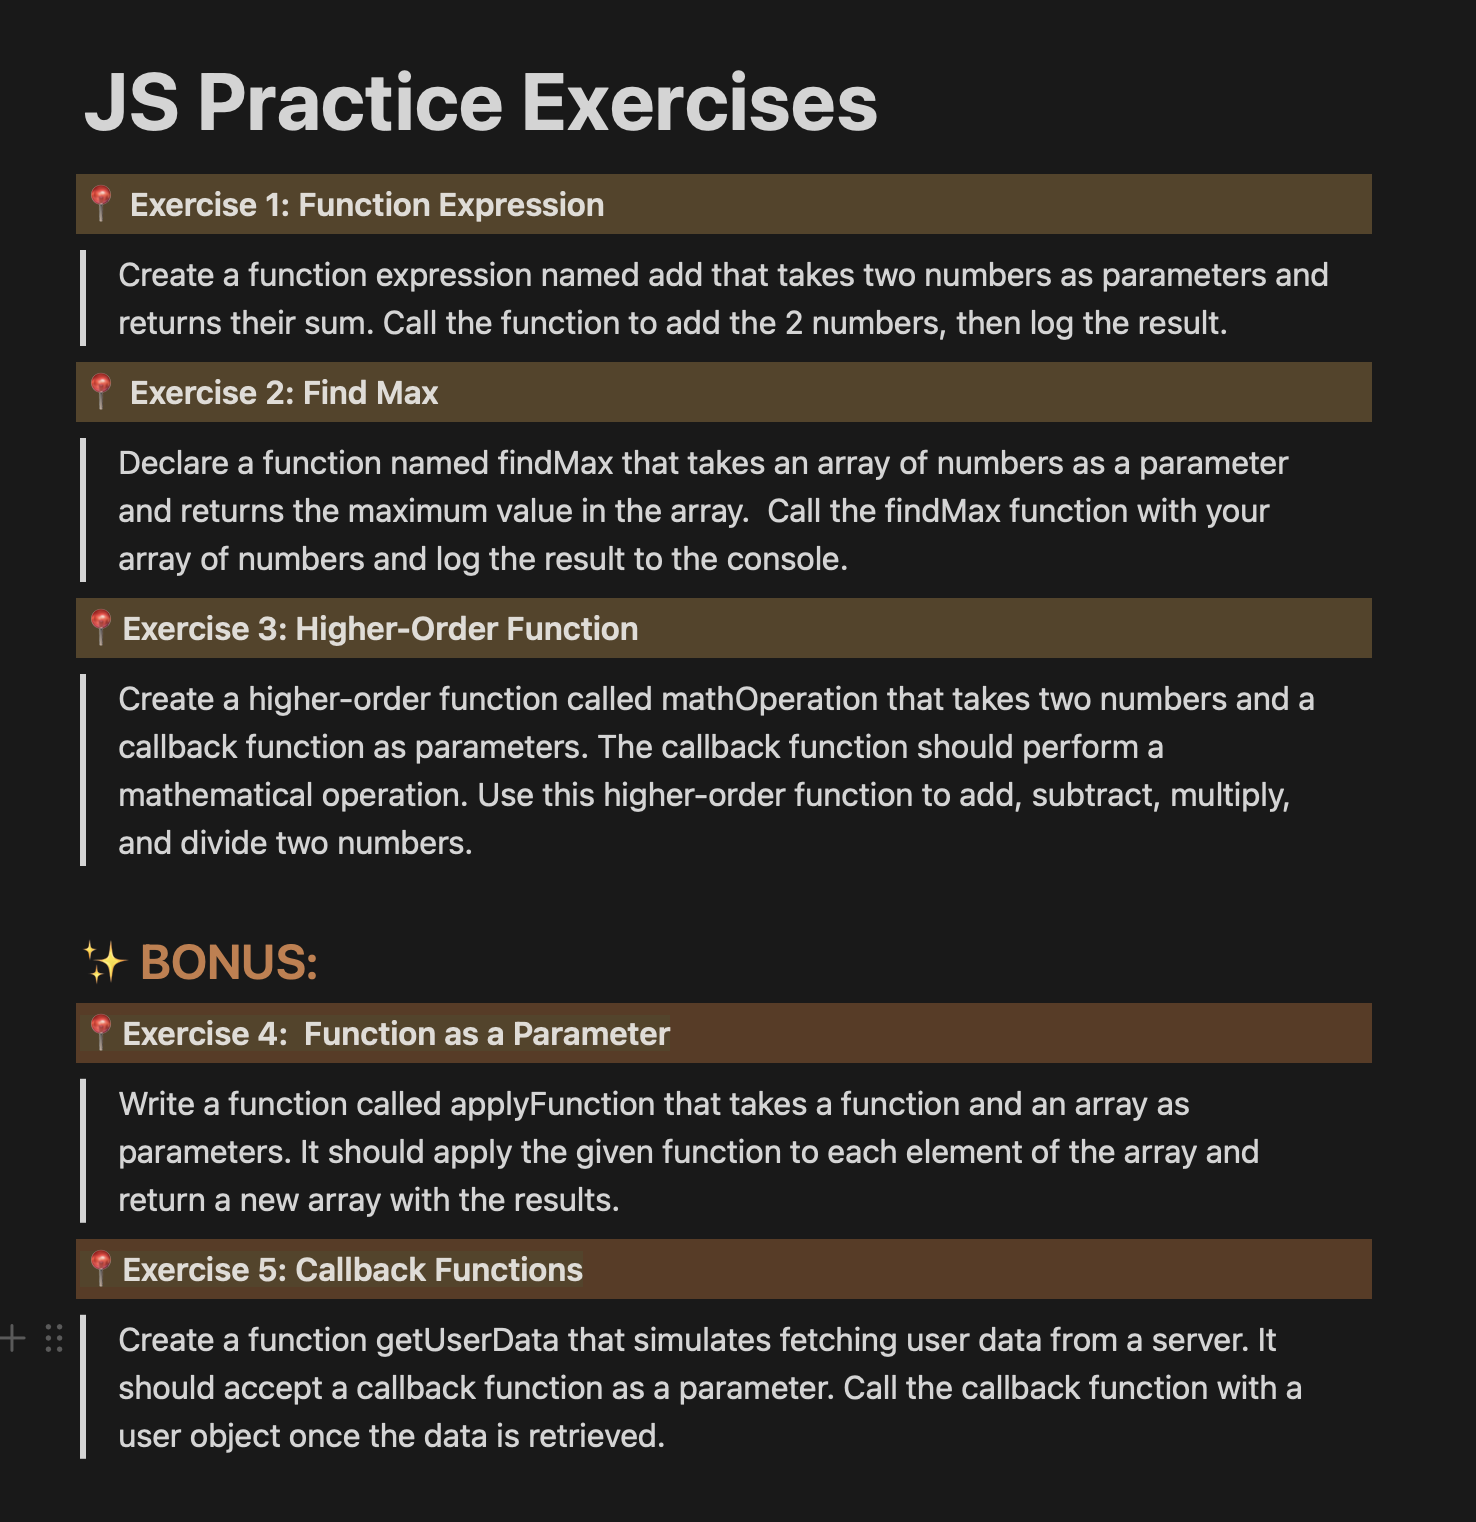 JS Practice Exercises
📍 Exercise 1: Function Expression
Create a function expression named add that takes two numbers as parameters and
returns their sum. Call the function to add the 2 numbers, then log the result.
📍 Exercise 2: Find Max
Declare a function named findMax that takes an array of numbers as a parameter
and returns the maximum value in the array.  Call the findMax function with your
array of numbers and log the result to the console.
📍Exercise 3: Higher-Order Function
Create a higher-order function called mathOperation that takes two numbers and a
callback function as parameters. The callback function should perform a
mathematical operation. Use this higher-order function to add, subtract, multiply,
and divide two numbers.
✨ BONUS:
📍Exercise 4:  Function as a Parameter
Write a function called applyFunction that takes a function and an array as
parameters. It should apply the given function to each element of the array and
return a new array with the results.
📍Exercise 5: Callback Functions
Create a function getUserData that simulates fetching user data from a server. It
should accept a callback function as a parameter. Call the callback function with a
user object once the data is retrieved.